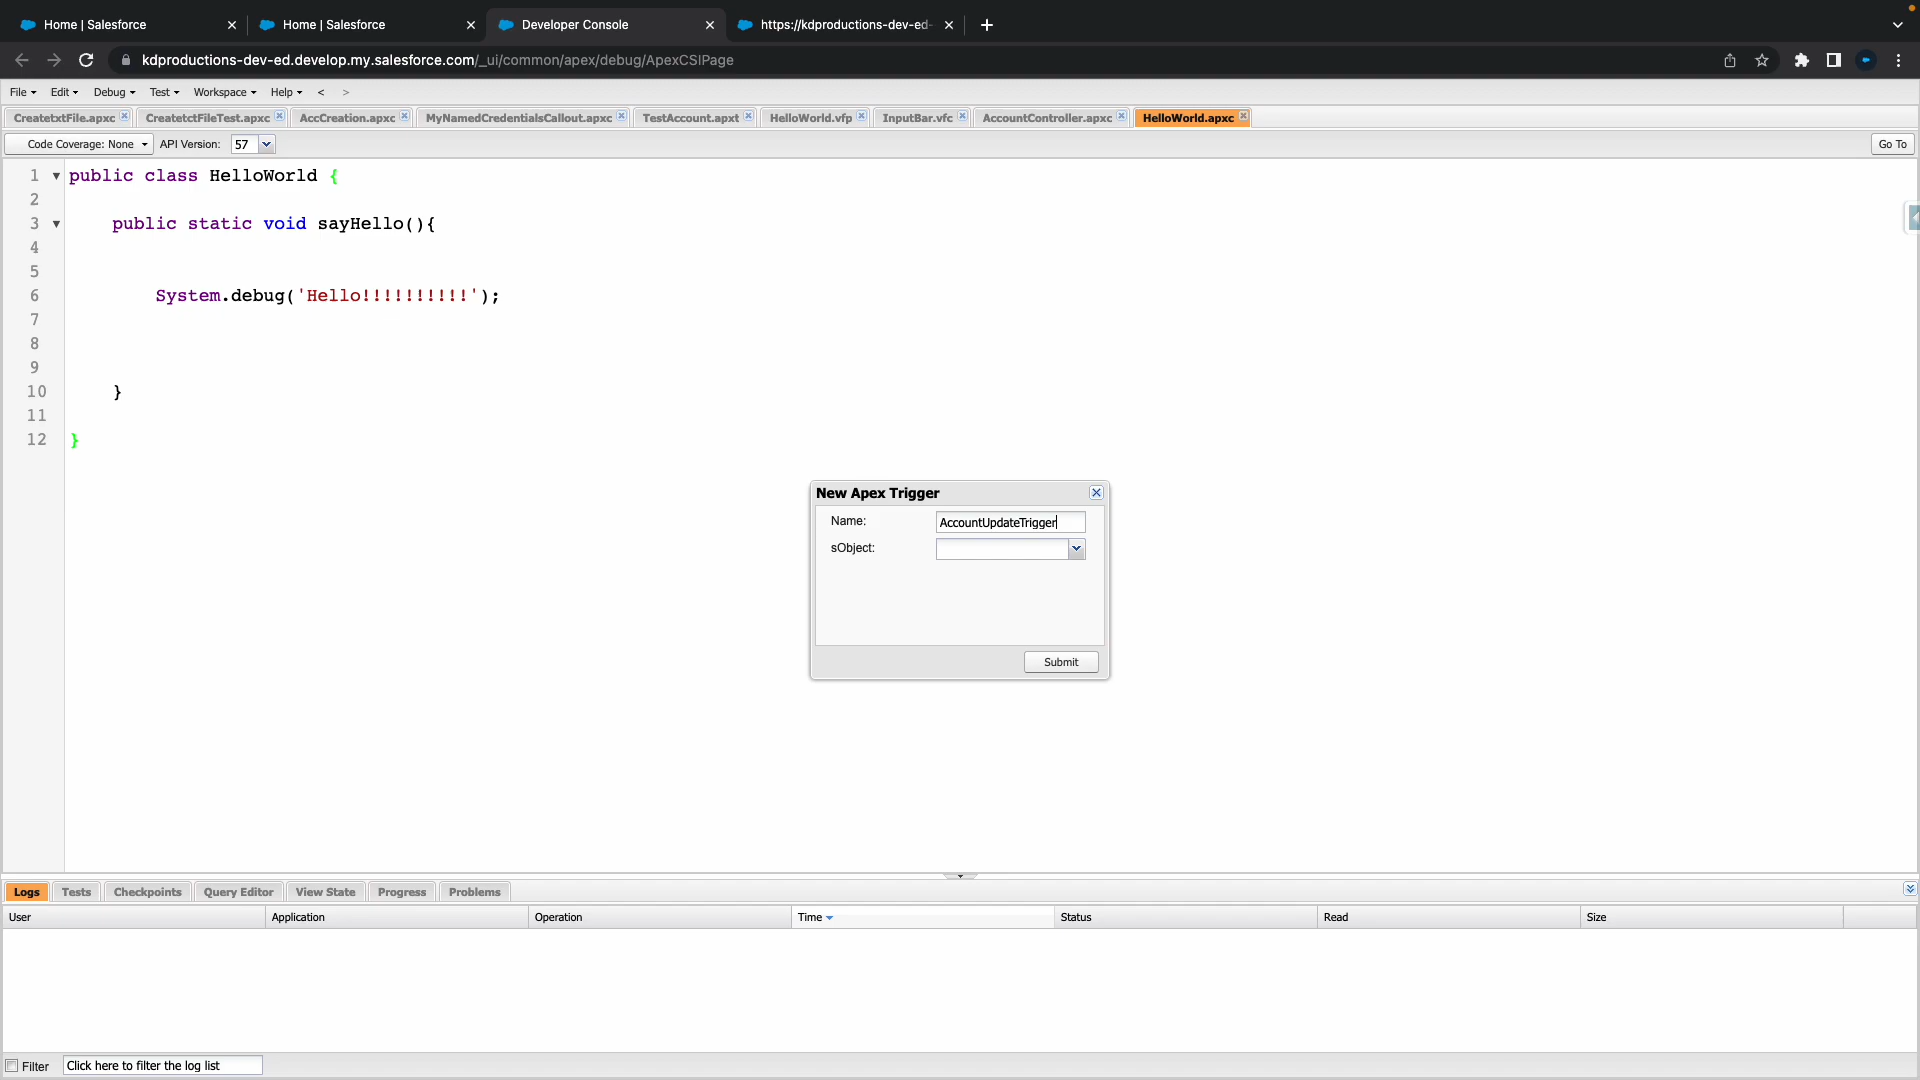 Home | Salesforce
Home | Salesforce
Developer Console
https://kdproductions-dev-ed-
kdproductions-dev-ed.develop.my.salesforce.com/_ui/common/apex/debug/ApexCSIPage
File Edit Debug Test Workspace Help < >
CreatetxtFile.apxc CreatetctFileTest.apxc AccCreation.apxc MyNamedCredentialsCallout.apxc TestAccount.apxt HelloWorld.vfp InputBar.vfc AccountController.apxc HelloWorld.apxc
Code Coverage: None API Version: 57 Go To
1 public class HelloWorld {
2
3 public static void sayHello(){
4
5
6 System.debug('Hello!!!!!!!!!!');
7
8
9
10 }
11
12 }
New Apex Trigger
Name: AccountUpdateTrigger
sObject:
Submit
Logs Tests Checkpoints Query Editor View State Progress Problems
User Application Operation Time Status Read Size
Filter Click here to filter the log list